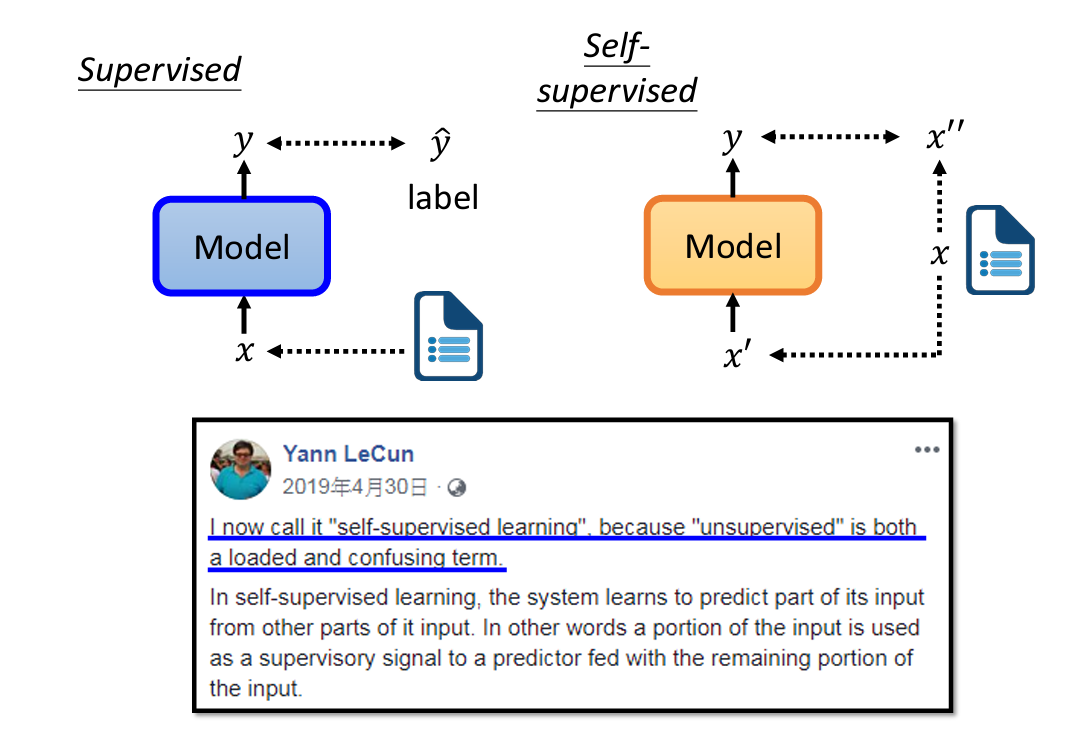 Supervised
Self-
supervised
y
ŷ
y
x′′
label
Model
Model
x
x
x′
Yann LeCun
2019年4月30日 ·
I now call it "self-supervised learning", because "unsupervised" is both
a loaded and confusing term.
In self-supervised learning, the system learns to predict part of its input
from other parts of it input. In other words a portion of the input is used
as a supervisory signal to a predictor fed with the remaining portion of
the input.